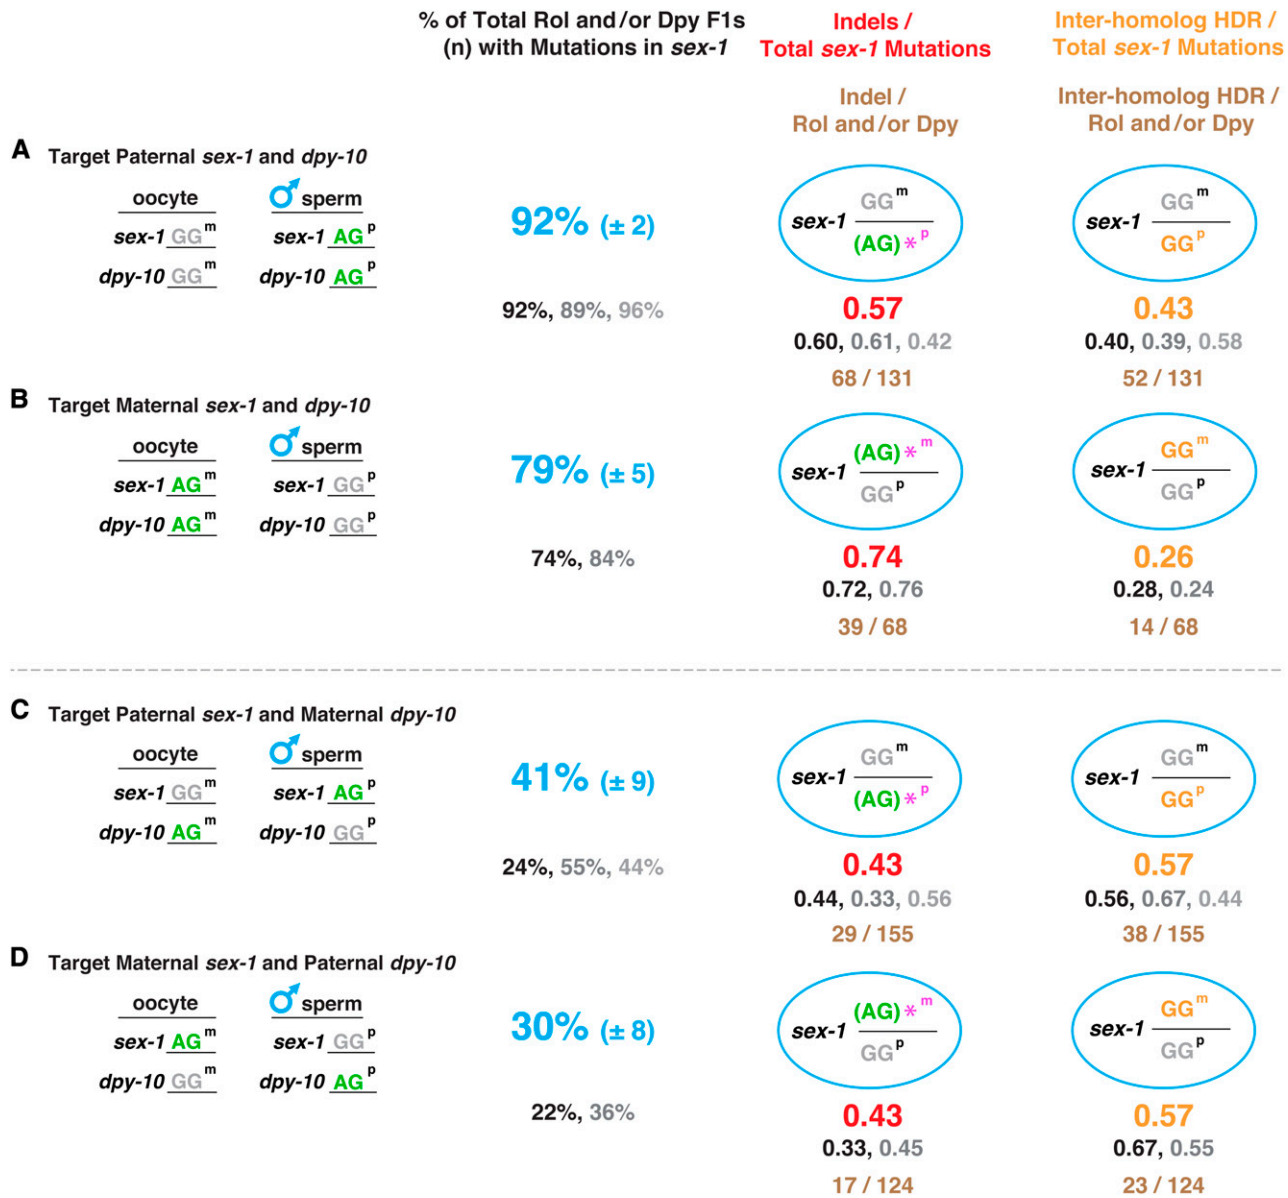 % of Total Rol and/or Dpy F1s
(n) with Mutations in sex-1
Indels /
Total sex-1 Mutations
Inter-homolog HDR /
Total sex-1 Mutations
Indel /
Rol and/or Dpy
Inter-homolog HDR /
Rol and/or Dpy
A Target Paternal sex-1 and dpy-10
oocyte ♂ sperm
sex-1 GG m sex-1 AG p
dpy-10 GG m dpy-10 AG p
92% (± 2)
92%, 89%, 96%
sex-1 GG m
(AG)* p
0.57
0.60, 0.61, 0.42
68 / 131
sex-1 GG m
GG p
0.43
0.40, 0.39, 0.58
52 / 131
B Target Maternal sex-1 and dpy-10
oocyte ♂ sperm
sex-1 AG m sex-1 GG p
dpy-10 AG m dpy-10 GG p
79% (± 5)
74%, 84%
sex-1 (AG)* m
GG p
0.74
0.72, 0.76
39 / 68
sex-1 GG m
GG p
0.26
0.28, 0.24
14 / 68
C Target Paternal sex-1 and Maternal dpy-10
oocyte ♂ sperm
sex-1 GG m sex-1 AG p
dpy-10 AG m dpy-10 GG p
41% (± 9)
24%, 55%, 44%
sex-1 GG m
(AG)* p
0.43
0.44, 0.33, 0.56
29 / 155
sex-1 GG m
GG p
0.57
0.56, 0.67, 0.44
38 / 155
D Target Maternal sex-1 and Paternal dpy-10
oocyte ♂ sperm
sex-1 AG m sex-1 GG p
dpy-10 GG m dpy-10 AG p
30% (± 8)
22%, 36%
sex-1 (AG)* m
GG p
0.43
0.33, 0.45
17 / 124
sex-1 GG m
GG p
0.57
0.67, 0.55
23 / 124